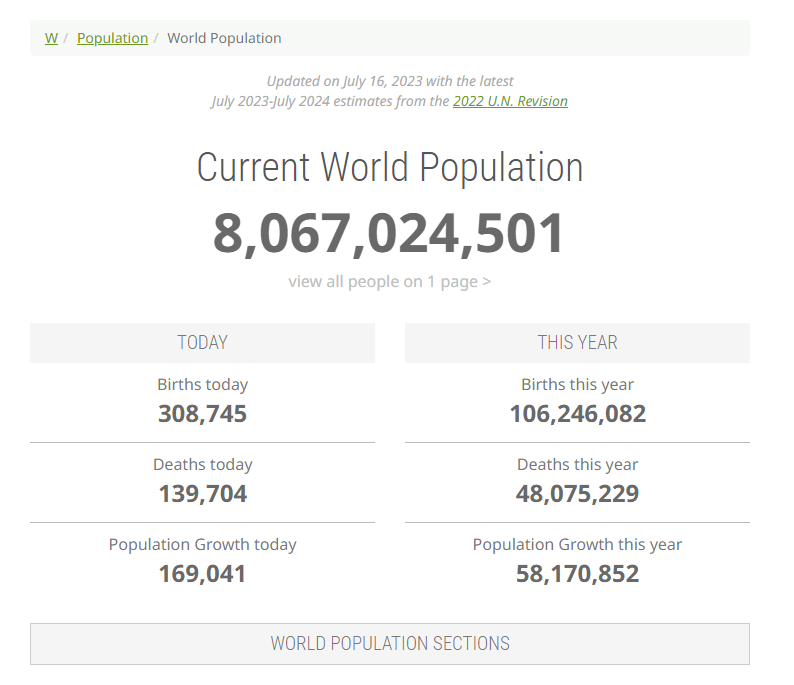 W / Population / World Population
Updated on July 16, 2023 with the latest
July 2023-July 2024 estimates from the 2022 U.N. Revision
Current World Population
8,067,024,501
view all people on 1 page >
TODAY
Births today
308,745
Deaths today
139,704
Population Growth today
169,041
THIS YEAR
Births this year
106,246,082
Deaths this year
48,075,229
Population Growth this year
58,170,852
WORLD POPULATION SECTIONS